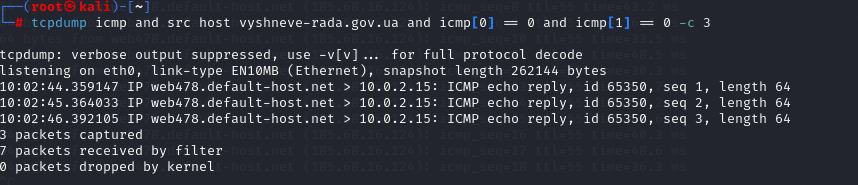 (root㉿kali)-[~]
# tcpdump icmp and src host vyshneve-rada.gov.ua and icmp[0] == 0 and icmp[1] == 0 -c 3
tcpdump: verbose output suppressed, use -v[v]... for full protocol decode
listening on eth0, link-type EN10MB (Ethernet), snapshot length 262144 bytes
10:02:44.359147 IP web478.default-host.net > 10.0.2.15: ICMP echo reply, id 65350, seq 1, length 64
10:02:45.364033 IP web478.default-host.net > 10.0.2.15: ICMP echo reply, id 65350, seq 2, length 64
10:02:46.392105 IP web478.default-host.net > 10.0.2.15: ICMP echo reply, id 65350, seq 3, length 64
3 packets captured
7 packets received by filter
0 packets dropped by kernel